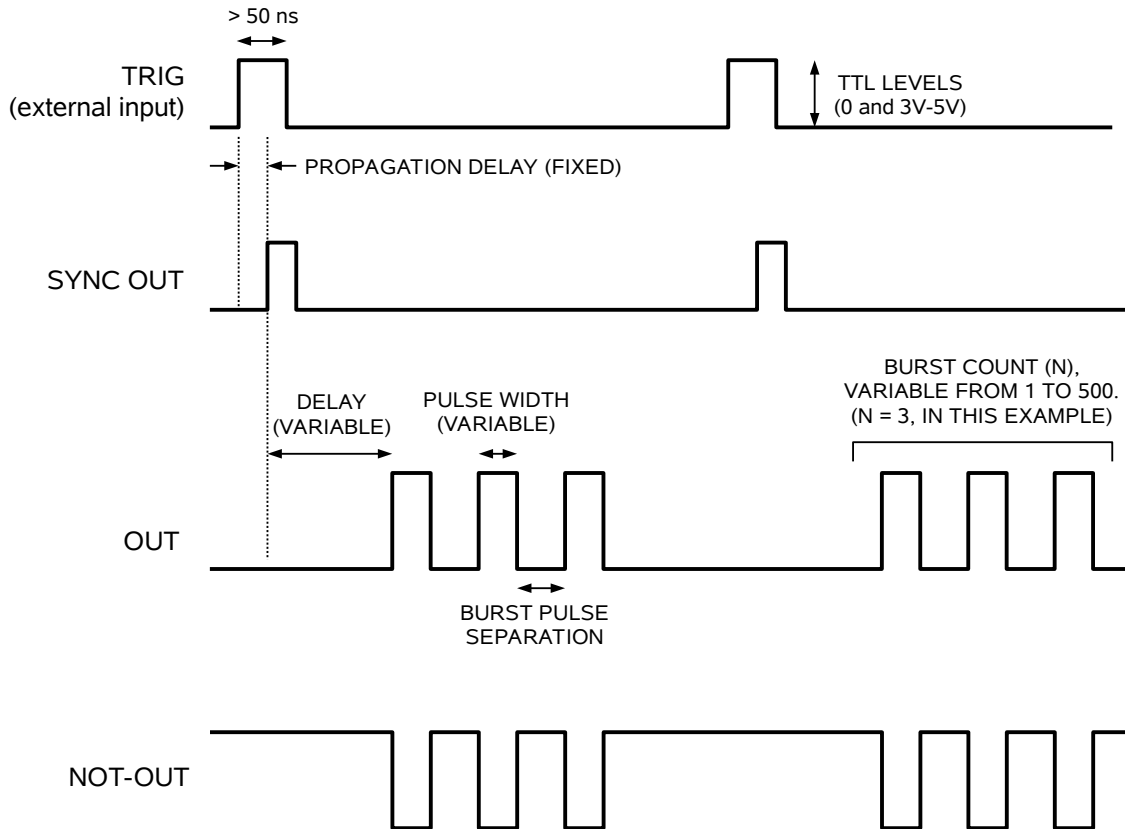 > 50 ns
TRIG
(external input)
TTL LEVELS
(0 and 3V-5V)
PROPAGATION DELAY (FIXED)
SYNC OUT
BURST COUNT (N),
VARIABLE FROM 1 TO 500.
(N = 3, IN THIS EXAMPLE)
DELAY
(VARIABLE)
PULSE WIDTH
(VARIABLE)
OUT
BURST PULSE
SEPARATION
NOT-OUT